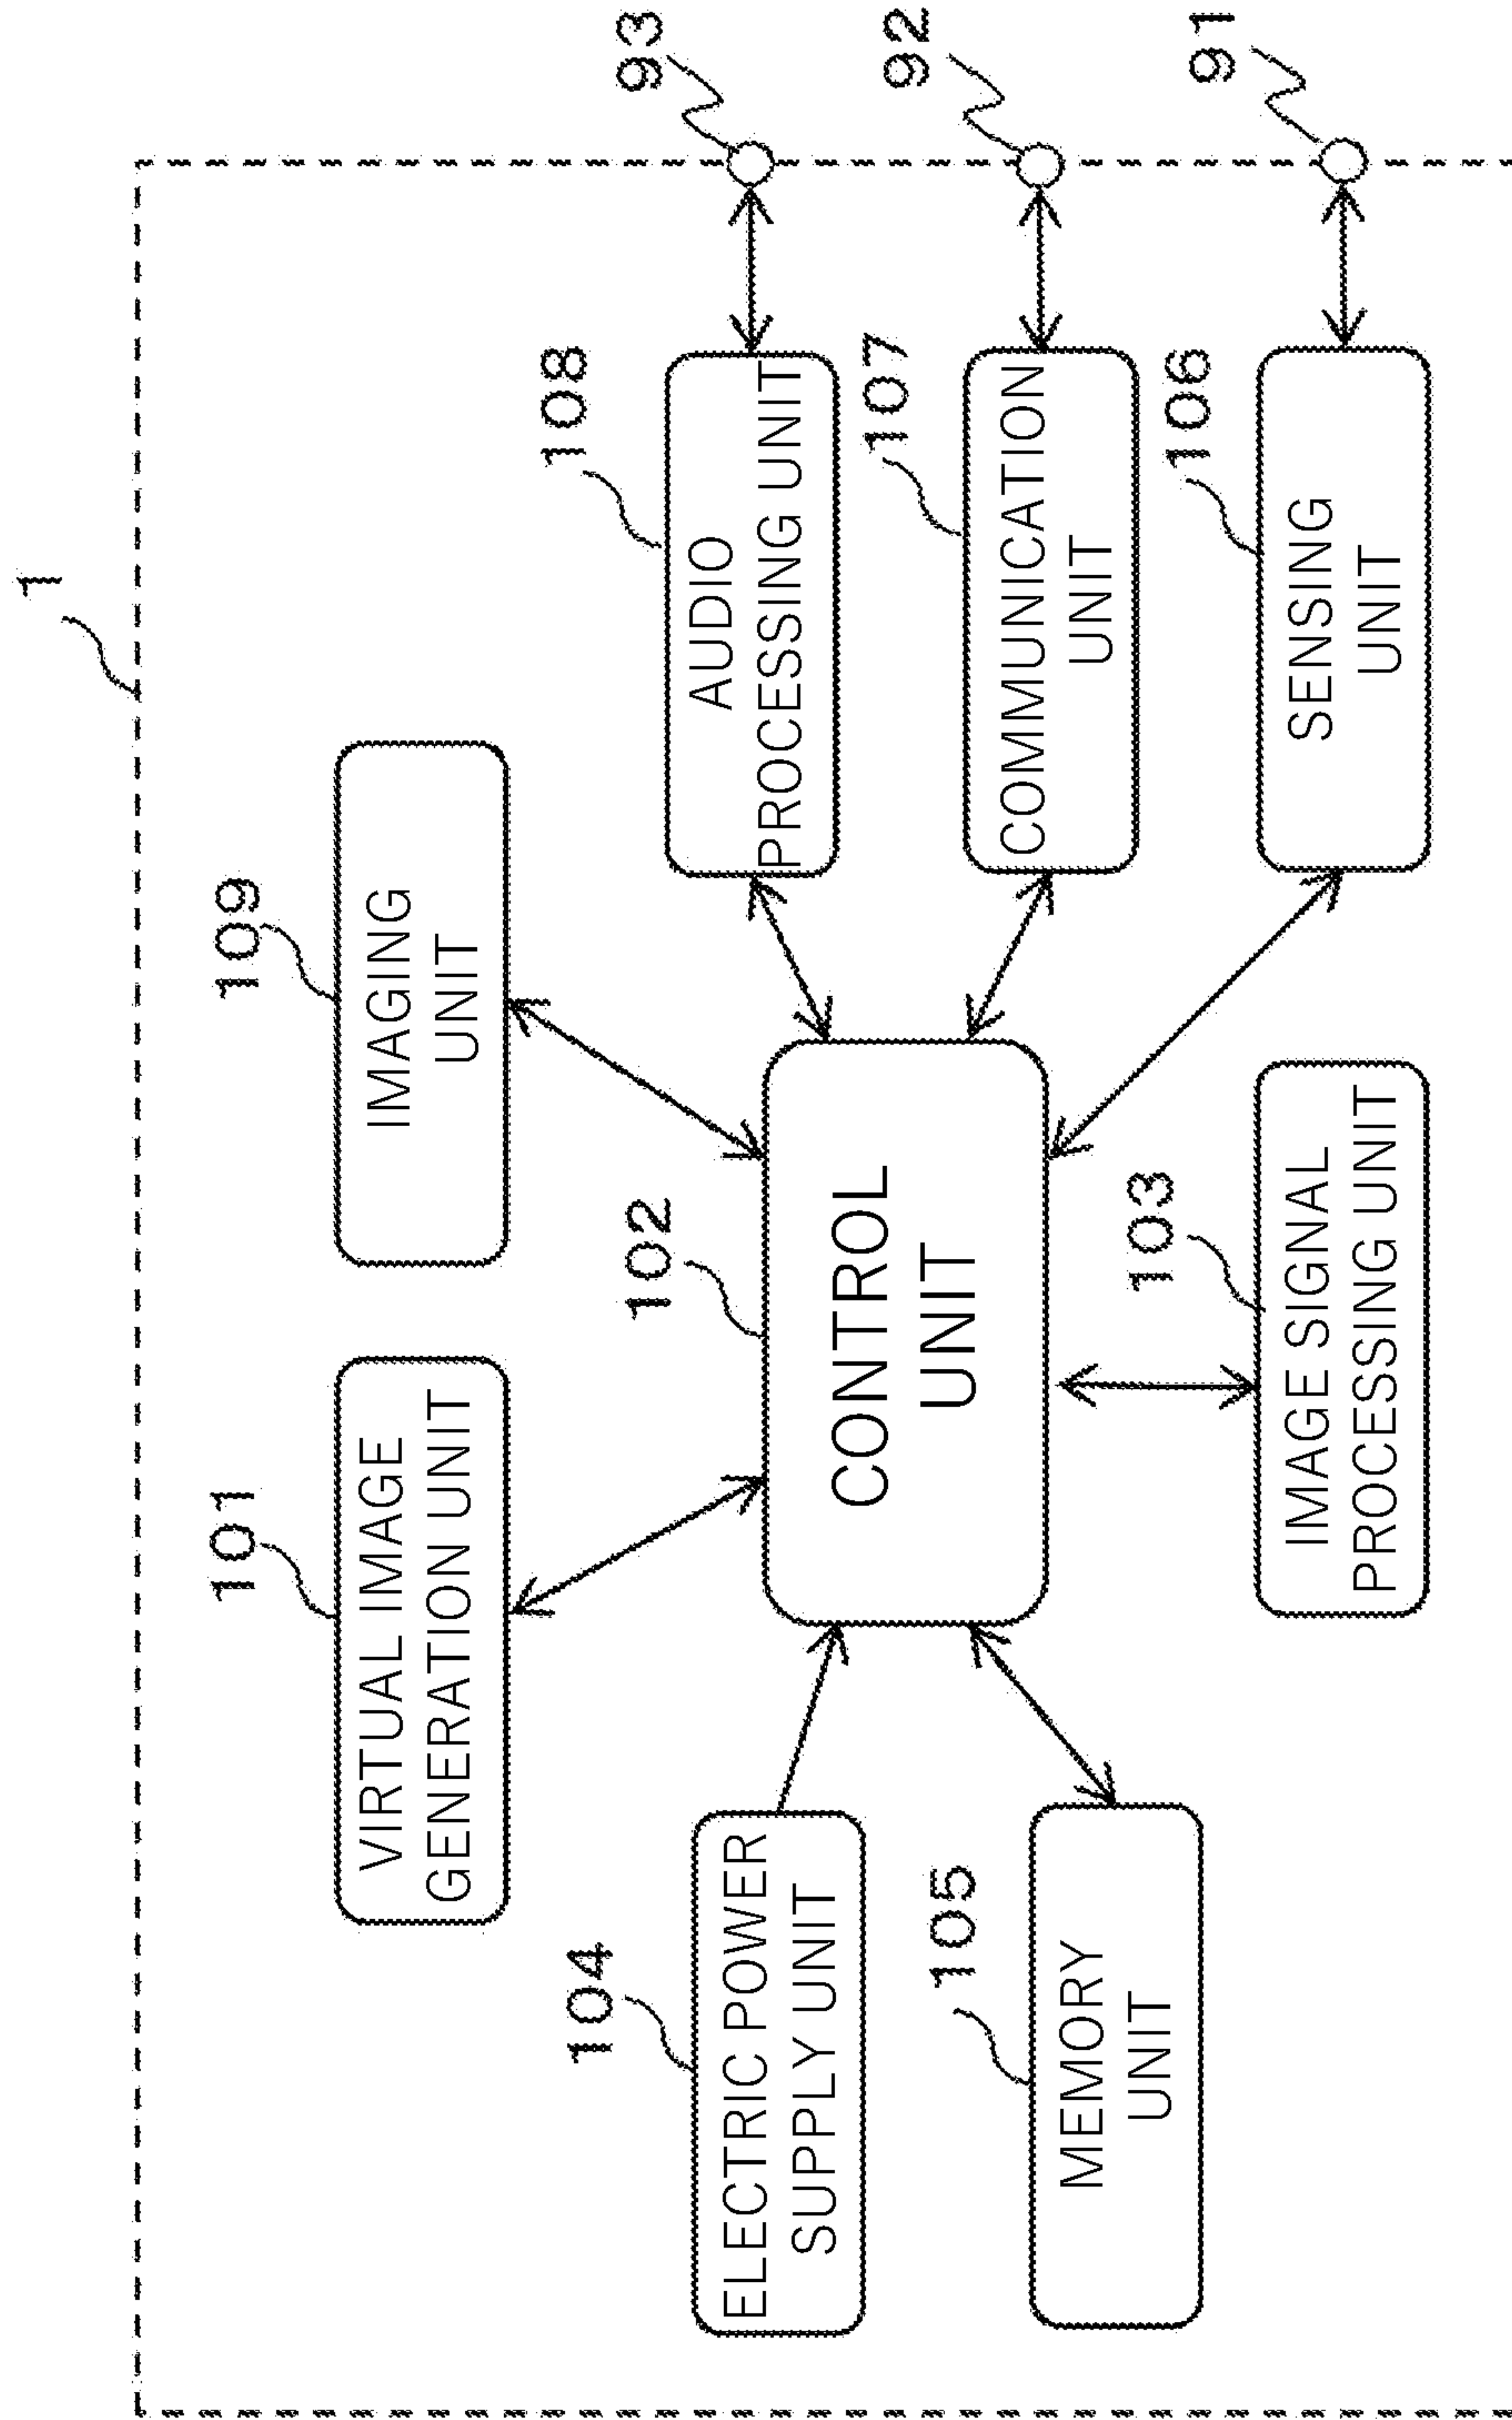 1
101
VIRTUAL IMAGE
GENERATION UNIT
109
IMAGING
UNIT
104
ELECTRIC POWER
SUPPLY UNIT
102
CONTROL
UNIT
108
AUDIO
PROCESSING UNIT
93
105
MEMORY
UNIT
107
COMMUNICATION
UNIT
92
103
IMAGE SIGNAL
PROCESSING UNIT
106
SENSING
UNIT
91